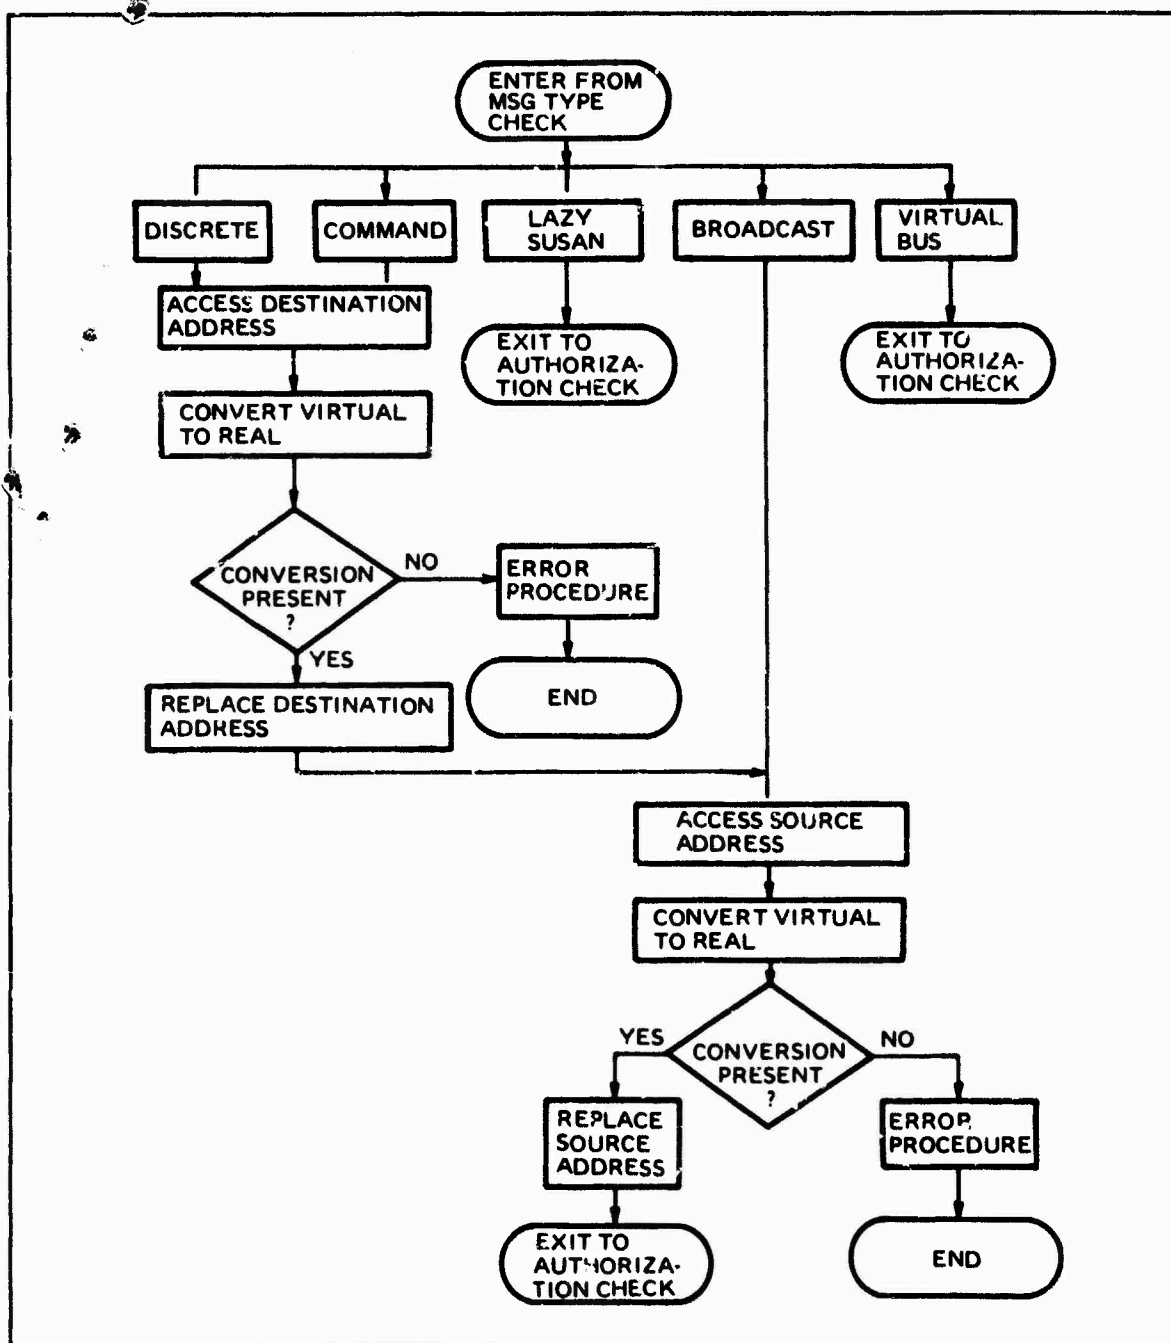 ENTER FROM
MSG TYPE
CHECK
DISCRETE
COMMAND
LAZY
SUSAN
BROADCAST
VIRTUAL
BUS
ACCESS DESTINATION
ADDRESS
EXIT TO
AUTHORIZA-
TION CHECK
EXIT TO
AUTHORIZA-
TION CHECK
CONVERT VIRTUAL
TO REAL
CONVERSION
PRESENT
?
NO
ERROR
PROCEDURE
YES
END
REPLACE DESTINATION
ADDRESS
ACCESS SOURCE
ADDRESS
CONVERT VIRTUAL
TO REAL
YES
CONVERSION
PRESENT
?
NO
REPLACE
SOURCE
ADDRESS
ERROR
PROCEDURE
EXIT TO
AUTHORIZA-
TION CHECK
END